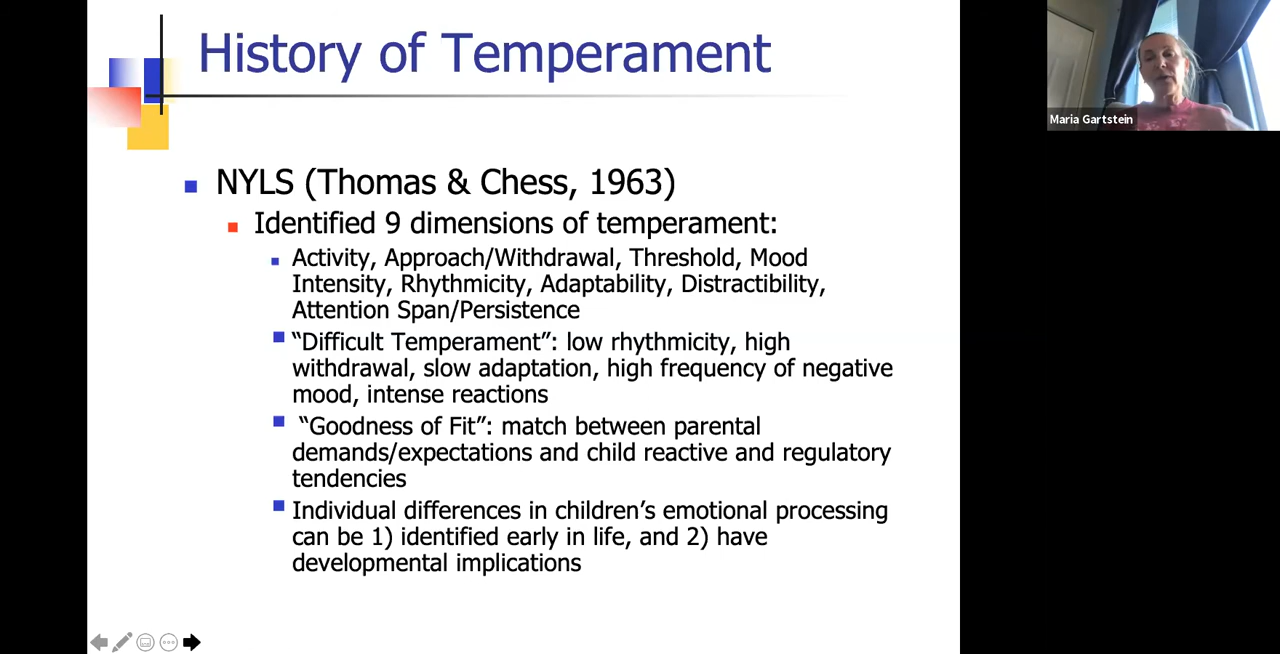 History of Temperament
NYLS (Thomas & Chess, 1963)
Identified 9 dimensions of temperament:
Activity, Approach/Withdrawal, Threshold, Mood
Intensity, Rhythmicity, Adaptability, Distractibility,
Attention Span/Persistence
“Difficult Temperament”: low rhythmicity, high
withdrawal, slow adaptation, high frequency of negative
mood, intense reactions
“Goodness of Fit”: match between parental
demands/expectations and child reactive and regulatory
tendencies
Individual differences in children’s emotional processing
can be 1) identified early in life, and 2) have
developmental implications
Maria Gartstein